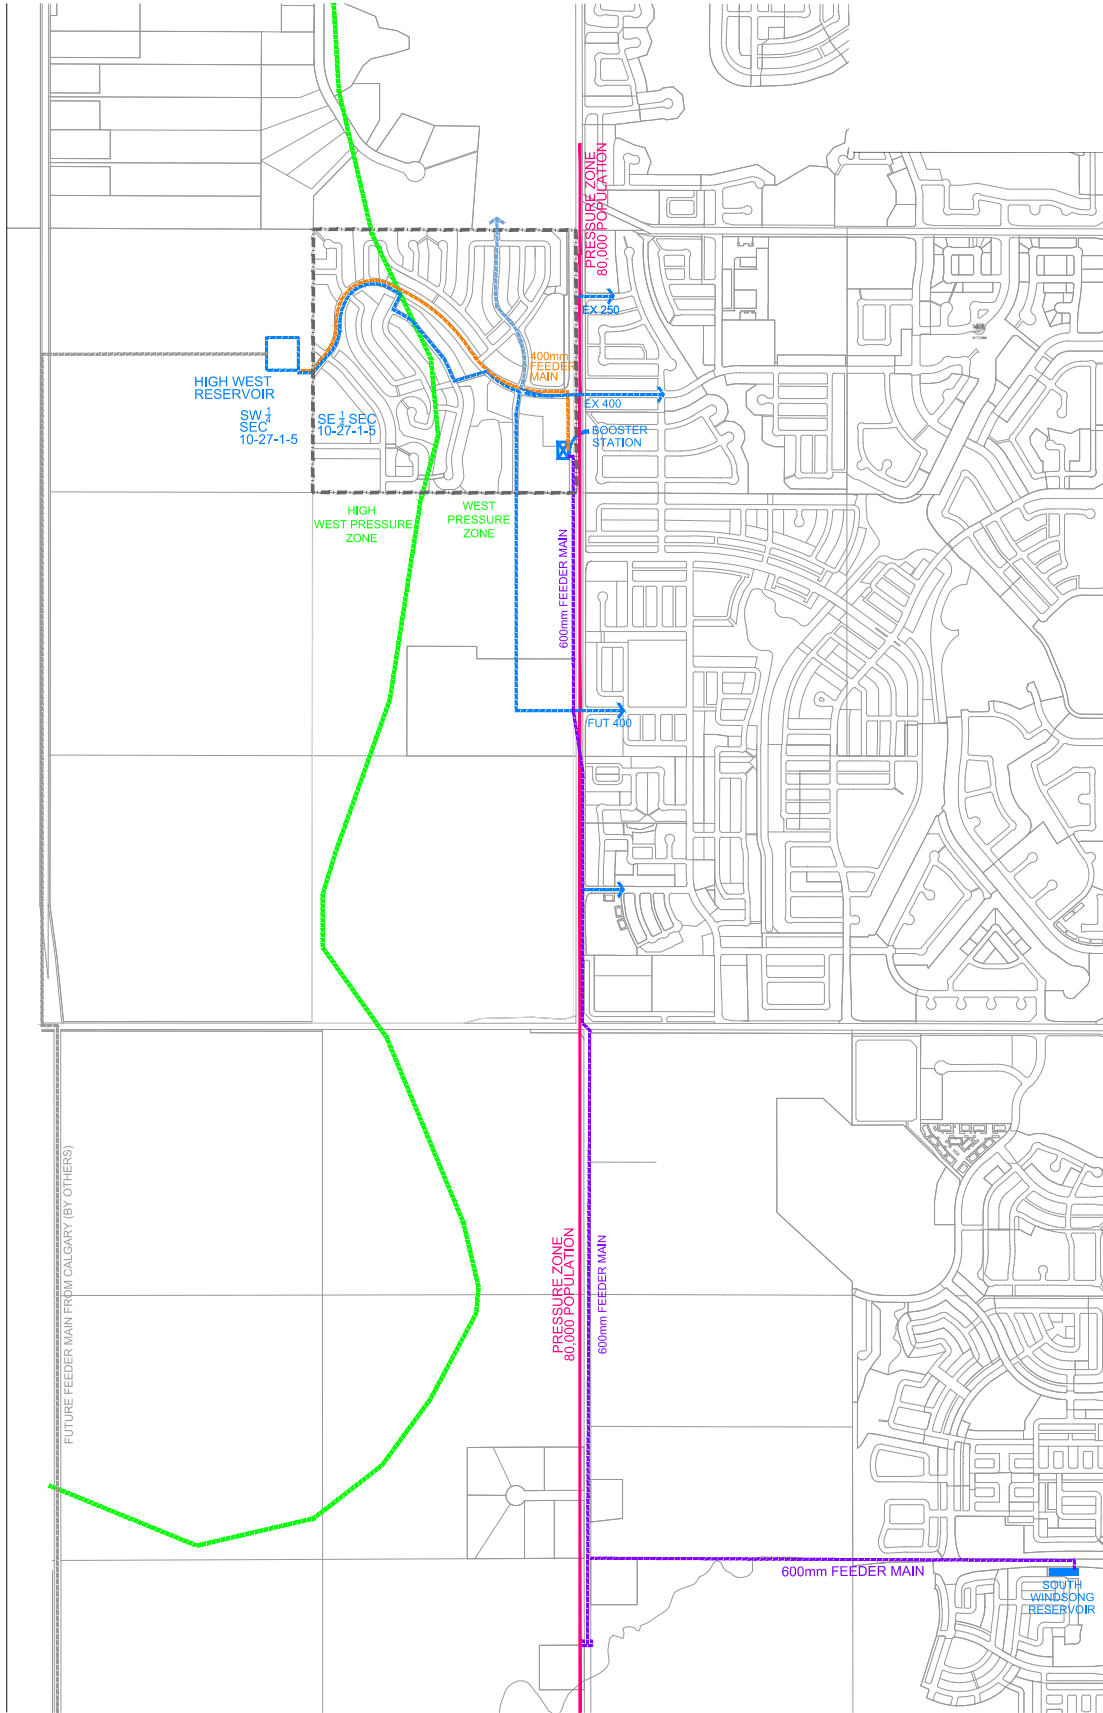 PRESSURE ZONE
80,000 POPULATION
EX 250
400mm
FEEDER
MAIN
HIGH WEST
RESERVOIR
SW 1/4
SEC
10-27-1-5
SE 1/4 SEC
10-27-1-5
EX 400
BOOSTER
STATION
HIGH
WEST PRESSURE
ZONE
WEST
PRESSURE
ZONE
600mm FEEDER MAIN
FUT 400
FUTURE FEEDER MAIN FROM CALGARY (BY OTHERS)
PRESSURE ZONE
80,000 POPULATION
600mm FEEDER MAIN
600mm FEEDER MAIN
SOUTH
WINDSONG
RESERVOIR